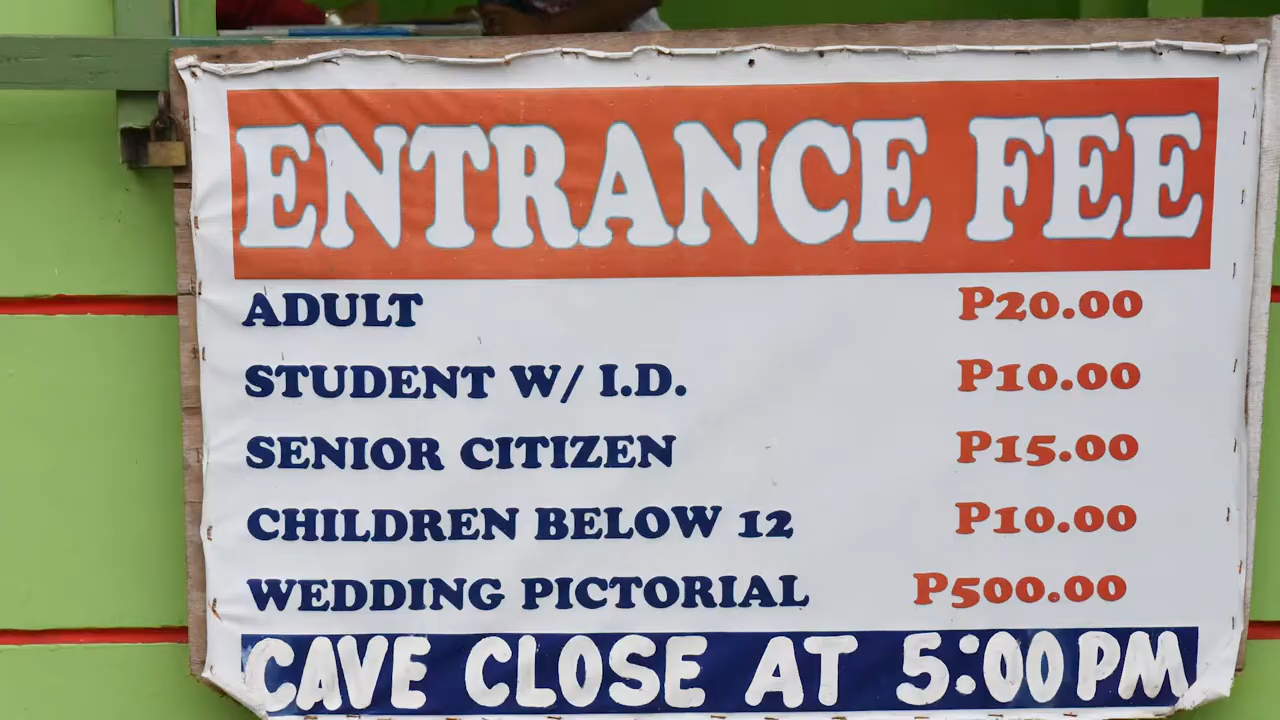 ENTRANCE FEE
ADULT P20.00
STUDENT W/ I.D. P10.00
SENIOR CITIZEN P15.00
CHILDREN BELOW 12 P10.00
WEDDING PICTORIAL P500.00
CAVE CLOSE AT 5:00PM